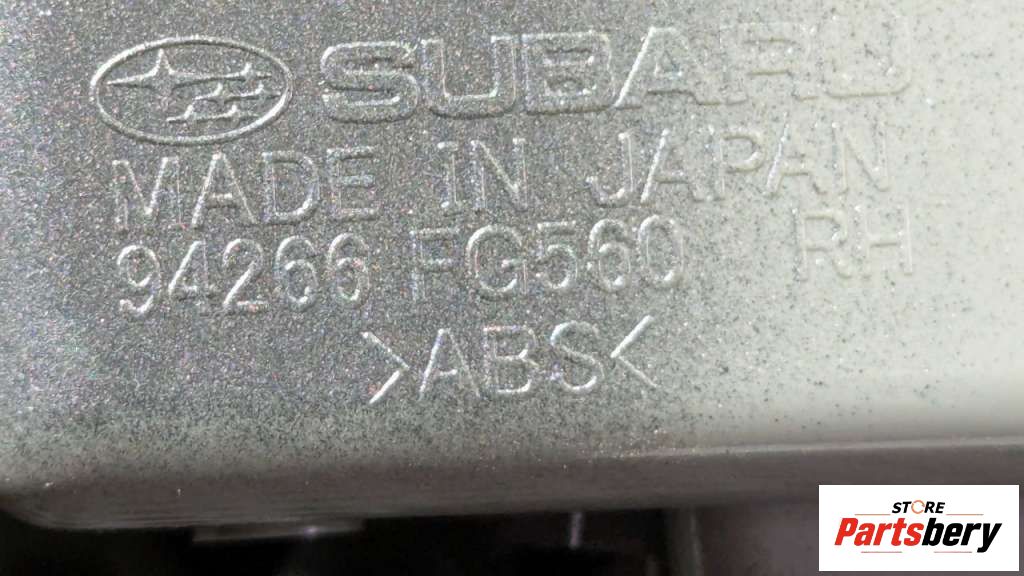 SUBARU
MADE IN JAPAN
94266 FG560 RH
>ABS<
STORE
Partsbery